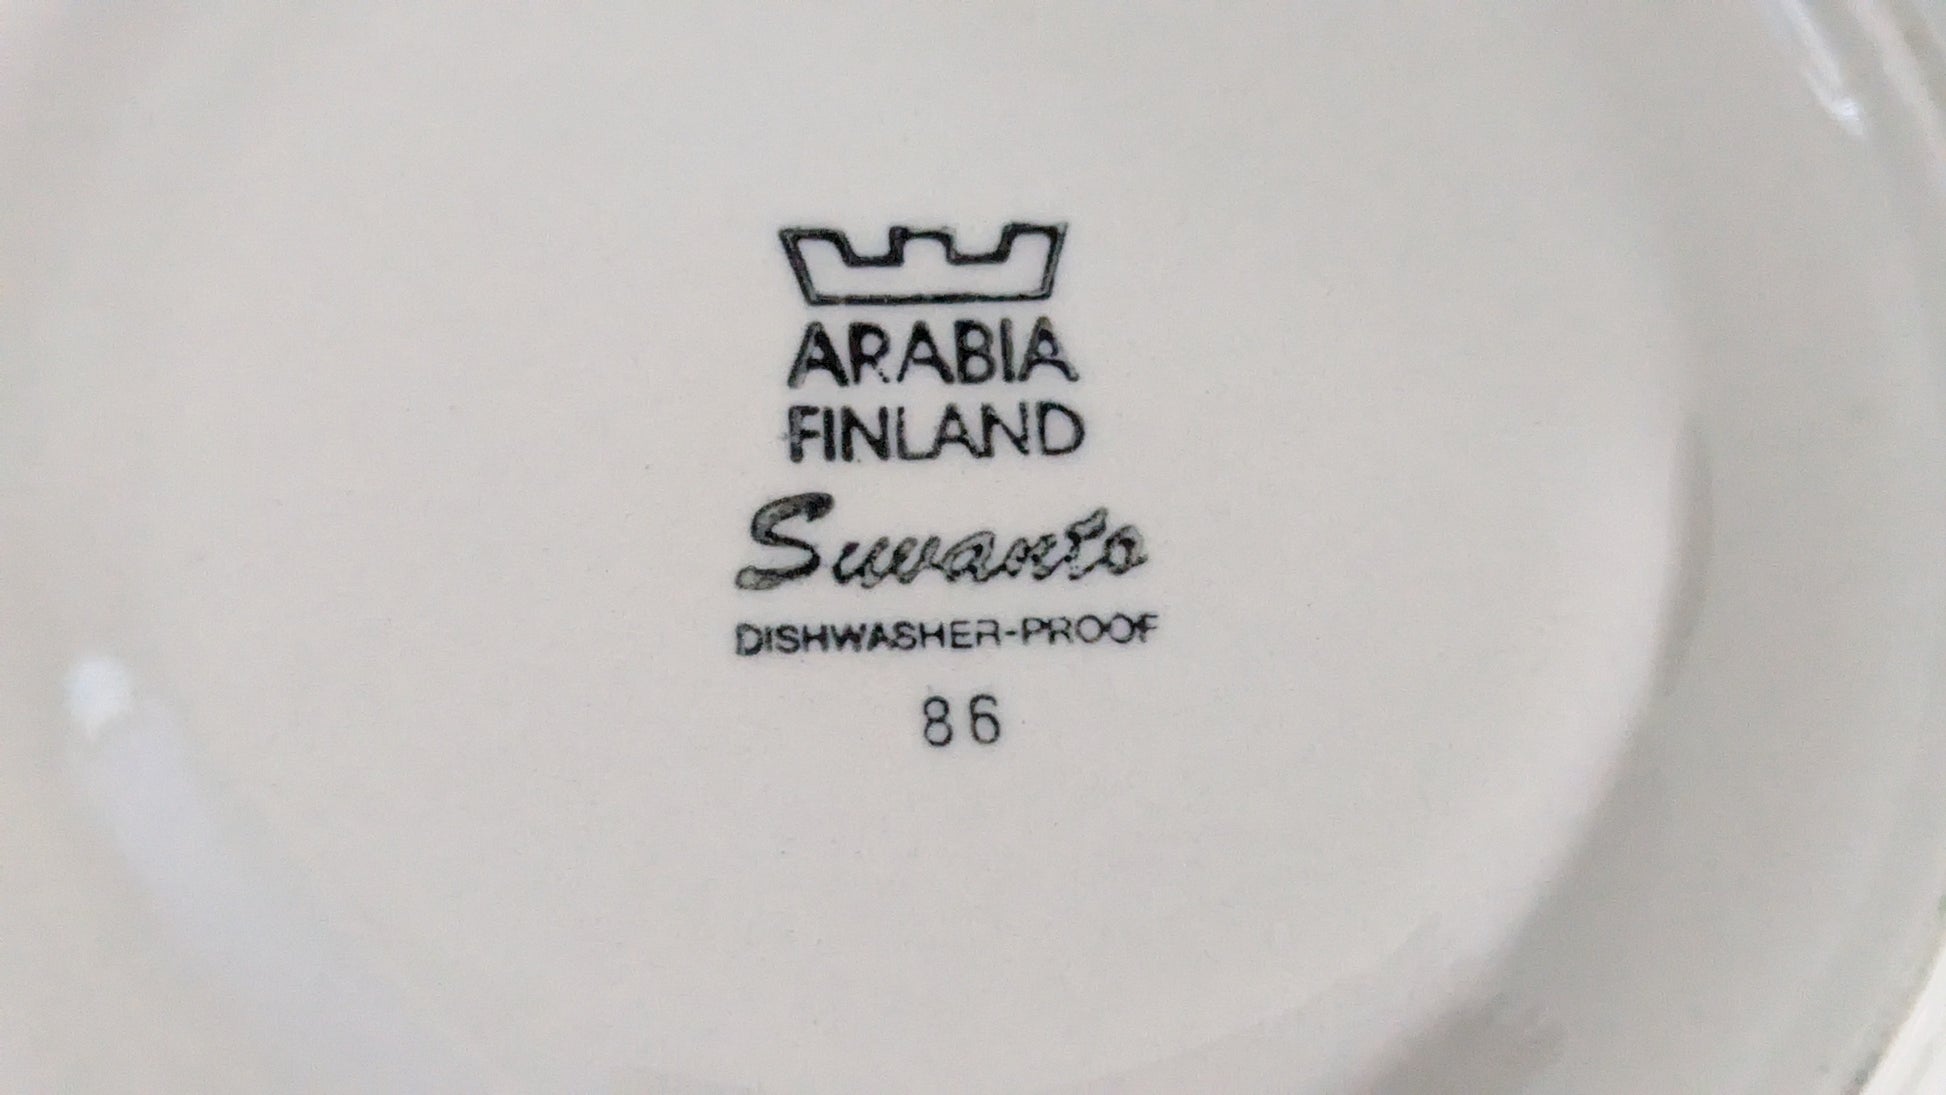 ARABIA
FINLAND
Suvanto
DISHWASHER-PROOF
86